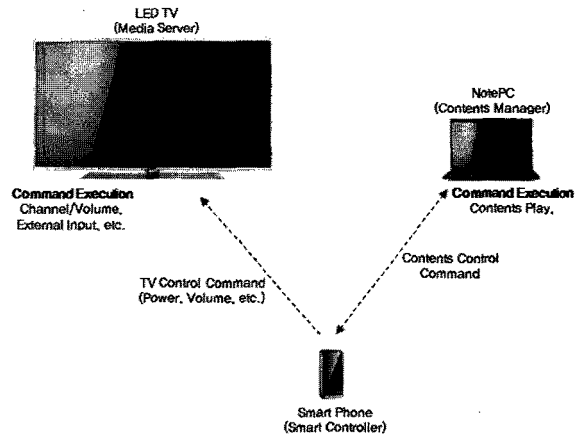 LED TV
(Media Server)
NotePC
(Contents Manager)
Command Execution
Channel/Volume,
External Input, etc.
Command Execution
Contents Play,
Contents Control
Command
TV Control Command
(Power, Volume, etc.)
Smart Phone
(Smart Controller)